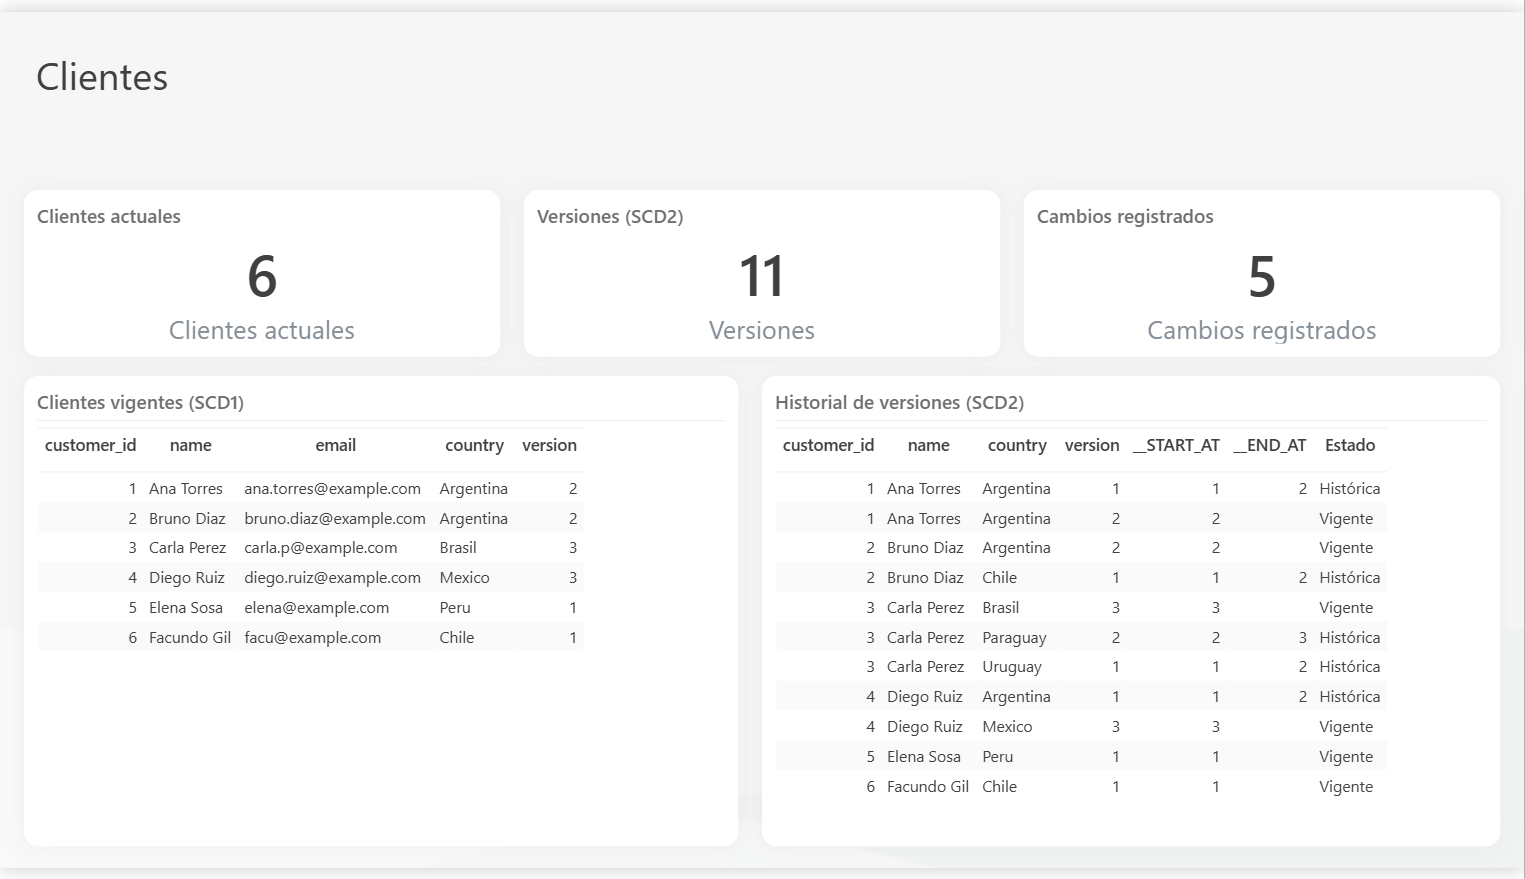 Clientes
Clientes actuales
6
Clientes actuales
Versiones (SCD2)
11
Versiones
Cambios registrados
5
Cambios registrados
Clientes vigentes (SCD1)
customer_id name email country version
1 Ana Torres ana.torres@example.com Argentina 2
2 Bruno Diaz bruno.diaz@example.com Argentina 2
3 Carla Perez carla.p@example.com Brasil 3
4 Diego Ruiz diego.ruiz@example.com Mexico 3
5 Elena Sosa elena@example.com Peru 1
6 Facundo Gil facu@example.com Chile 1
Historial de versiones (SCD2)
customer_id name country version __START_AT __END_AT Estado
1 Ana Torres Argentina 1 1 2 Histórica
1 Ana Torres Argentina 2 2 Vigente
2 Bruno Diaz Argentina 2 2 Vigente
2 Bruno Diaz Chile 1 1 2 Histórica
3 Carla Perez Brasil 3 3 Vigente
3 Carla Perez Paraguay 2 2 3 Histórica
3 Carla Perez Uruguay 1 1 2 Histórica
4 Diego Ruiz Argentina 1 1 2 Histórica
4 Diego Ruiz Mexico 3 3 Vigente
5 Elena Sosa Peru 1 1 Vigente
6 Facundo Gil Chile 1 1 Vigente